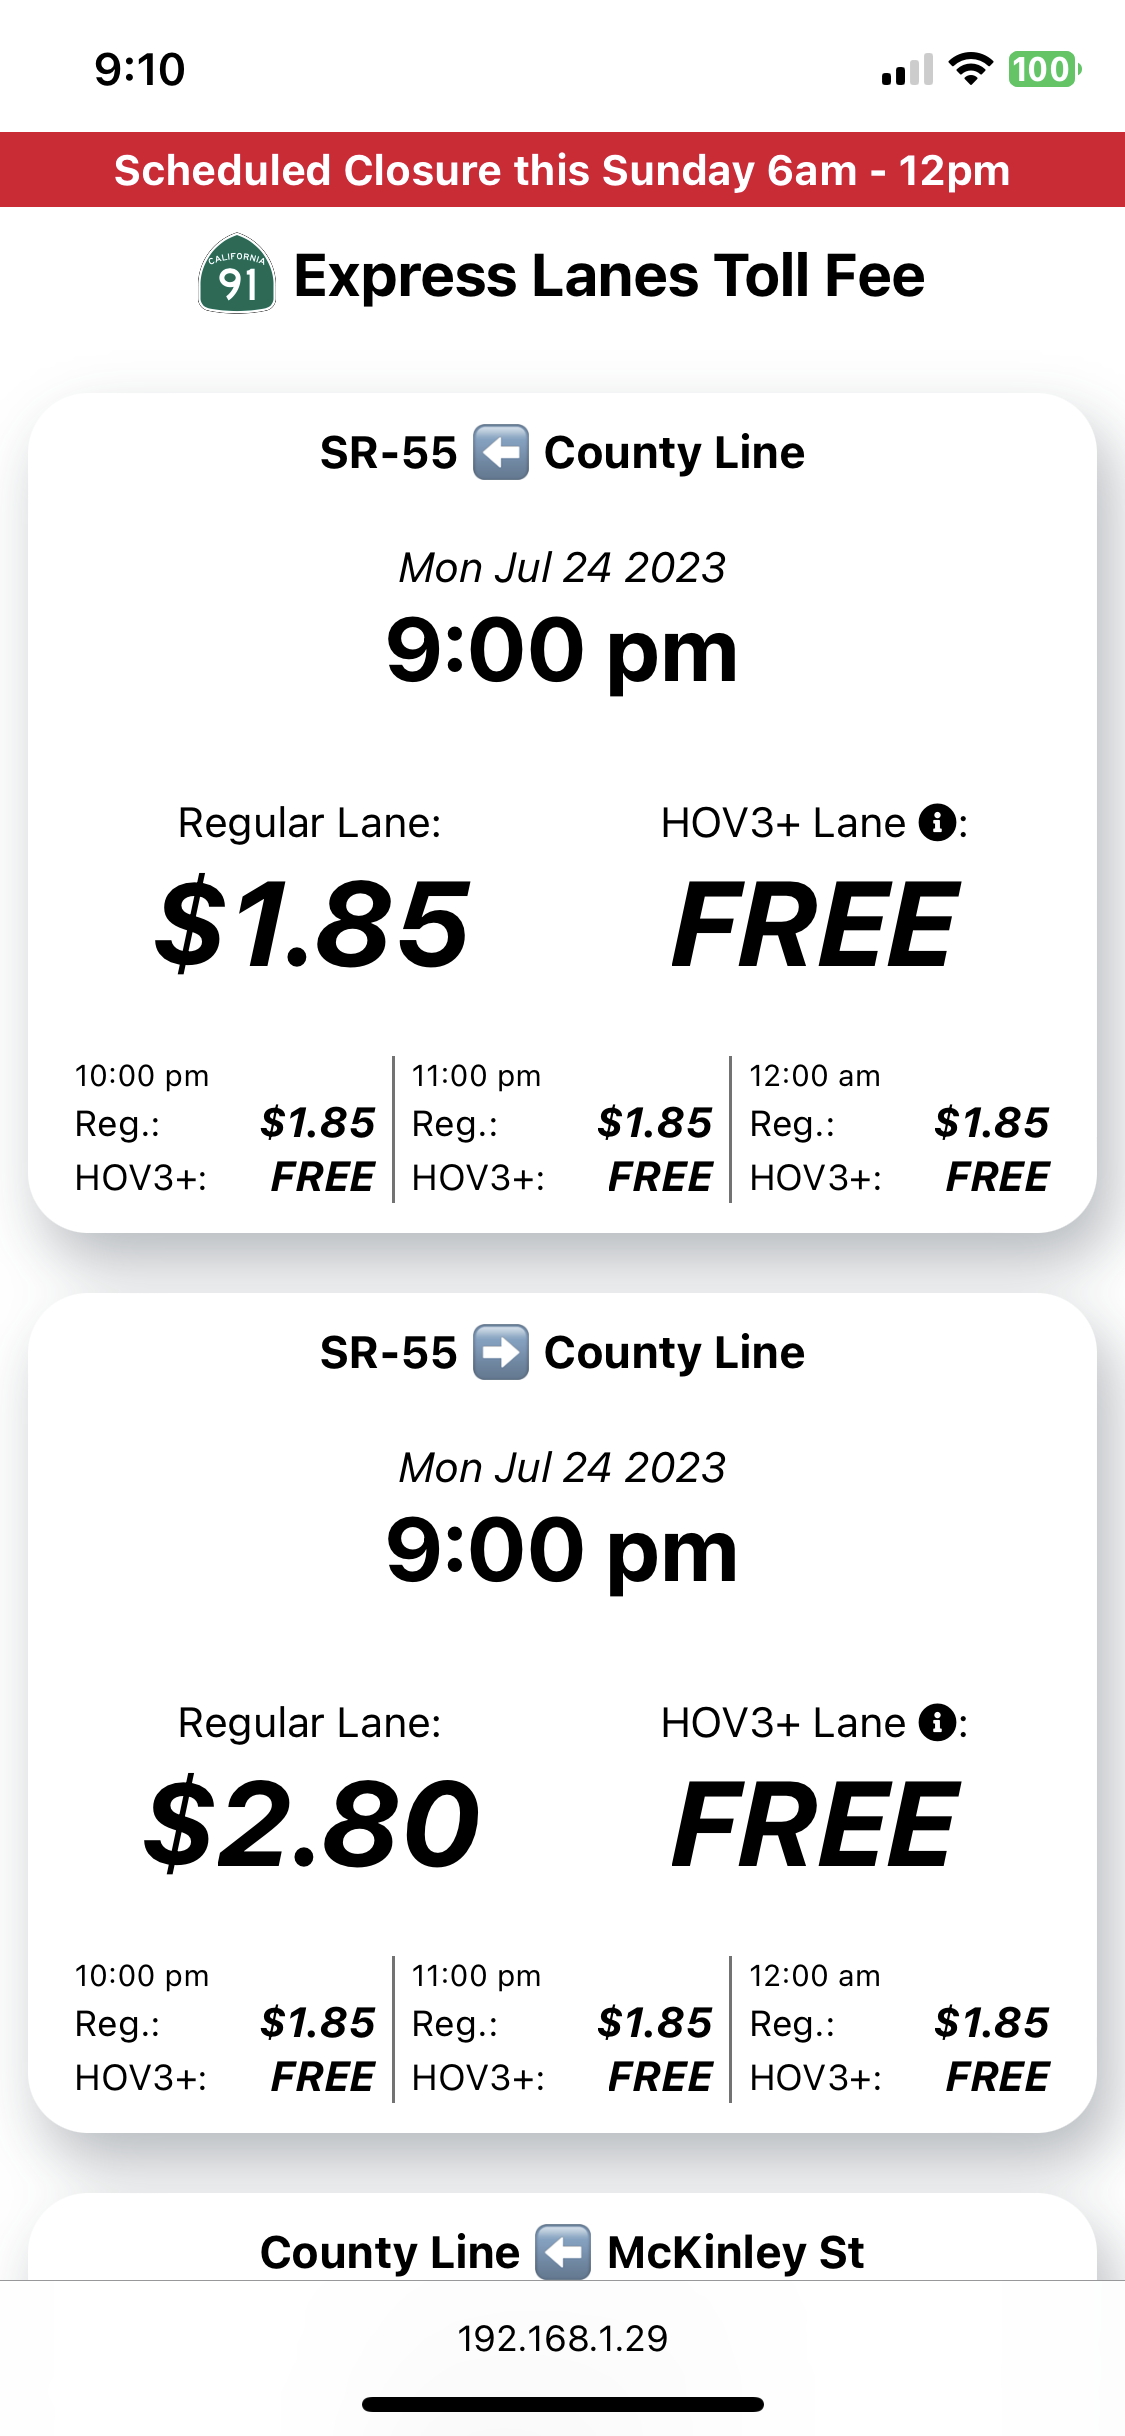 9:10
100
Scheduled Closure this Sunday 6am - 12pm
CALIFORNIA
91
Express Lanes Toll Fee
SR-55 ⬅️ County Line
Mon Jul 24 2023
9:00 pm
Regular Lane: HOV3+ Lane ℹ:
$1.85 FREE
10:00 pm 11:00 pm 12:00 am
Reg.: $1.85 Reg.: $1.85 Reg.: $1.85
HOV3+: FREE HOV3+: FREE HOV3+: FREE
SR-55 ➡️ County Line
Mon Jul 24 2023
9:00 pm
Regular Lane: HOV3+ Lane ℹ:
$2.80 FREE
10:00 pm 11:00 pm 12:00 am
Reg.: $1.85 Reg.: $1.85 Reg.: $1.85
HOV3+: FREE HOV3+: FREE HOV3+: FREE
County Line ⬅️ McKinley St
192.168.1.29